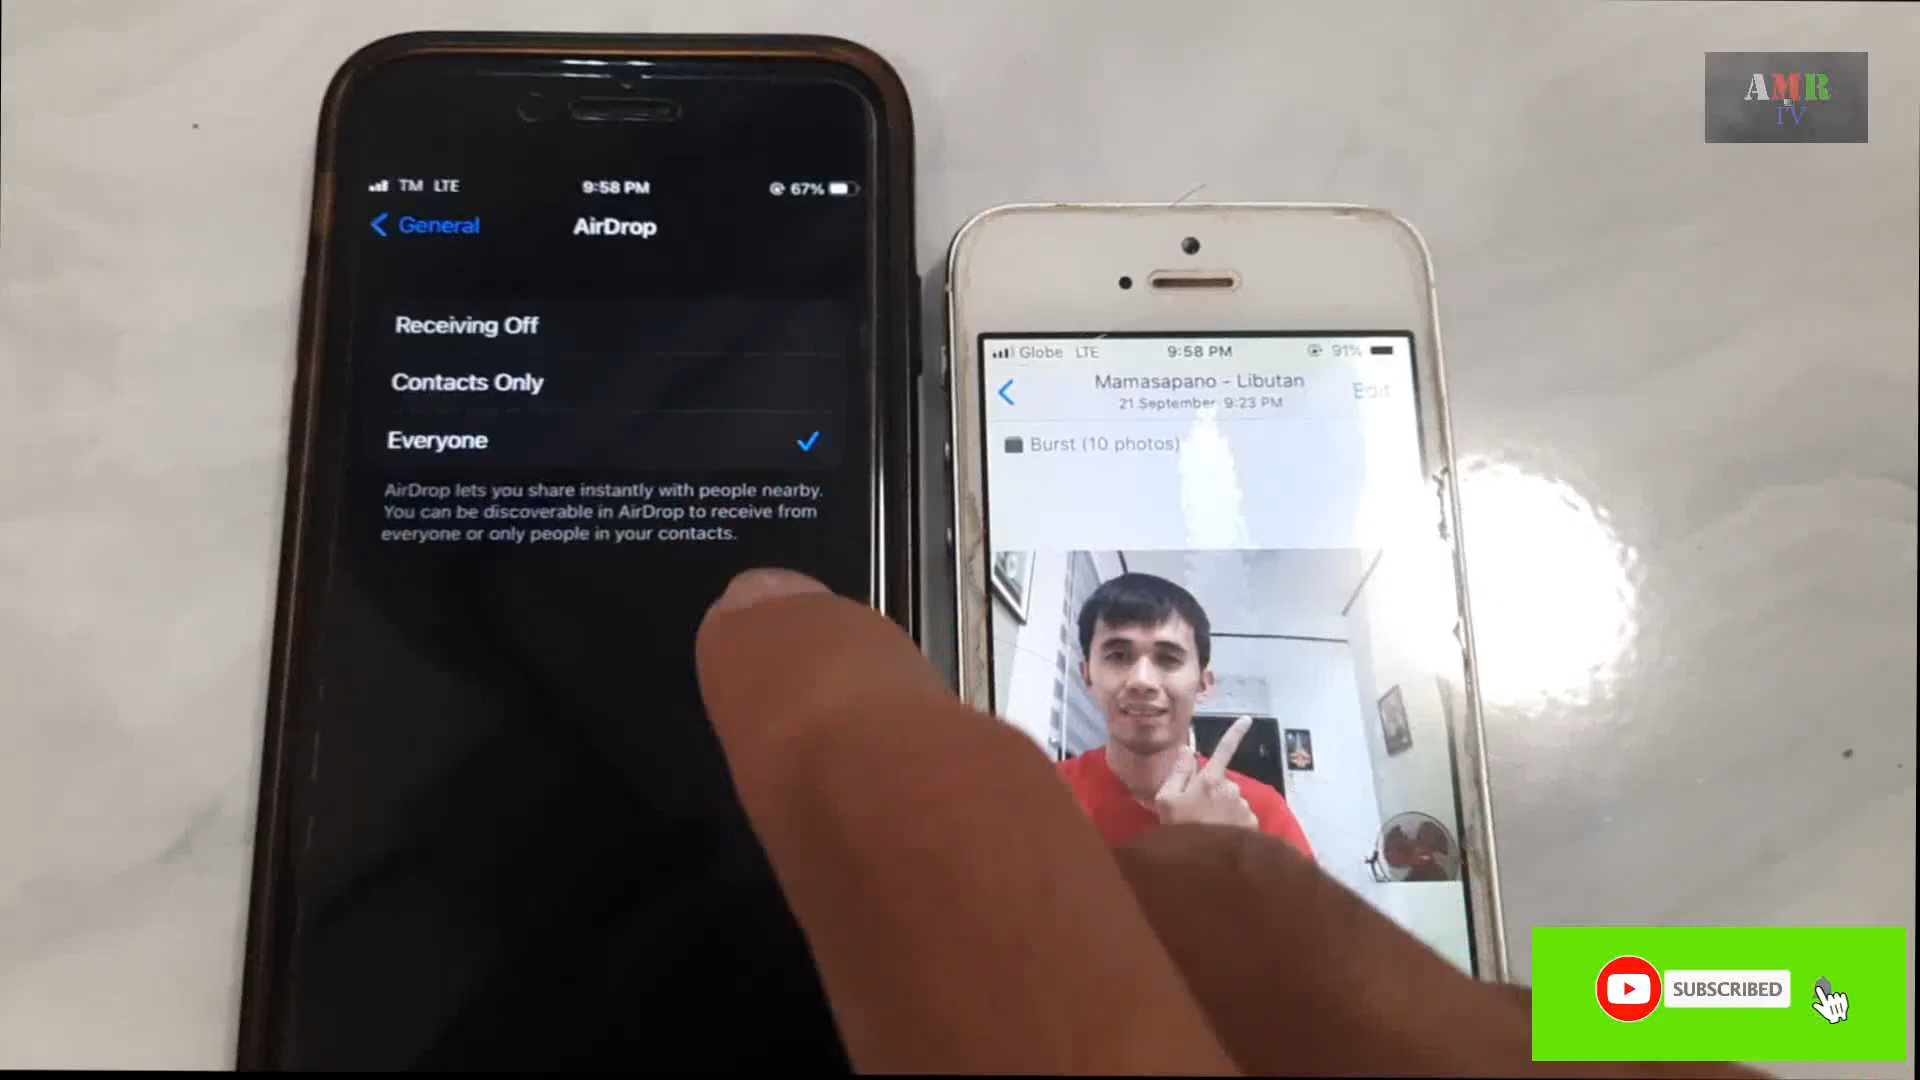 AMR
TV
TM LTE
9:58 PM
67%
General
AirDrop
Receiving Off
Contacts Only
Everyone
AirDrop lets you share instantly with people nearby.
You can be discoverable in AirDrop to receive from
everyone or only people in your contacts.
Globe LTE
9:58 PM
91%
Mamasapano - Libutan
Edit
21 September 9:23 PM
Burst (10 photos)
SUBSCRIBED